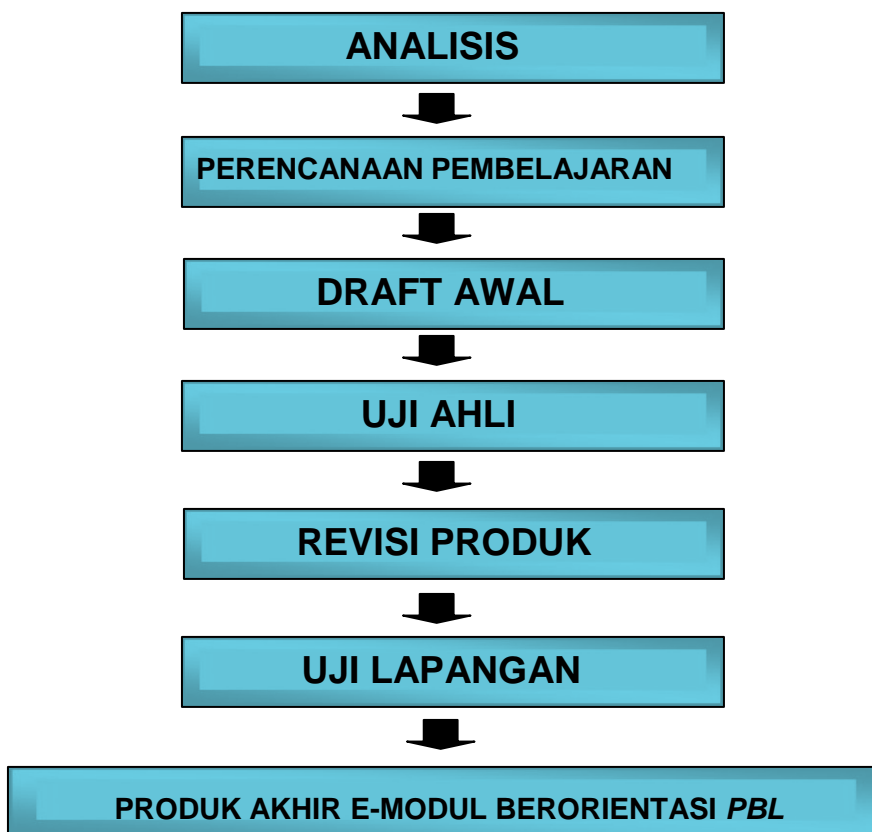 ANALISIS
PERENCANAAN PEMBELAJARAN
DRAFT AWAL
UJI AHLI
REVISI PRODUK
UJI LAPANGAN
PRODUK AKHIR E-MODUL BERORIENTASI PBL